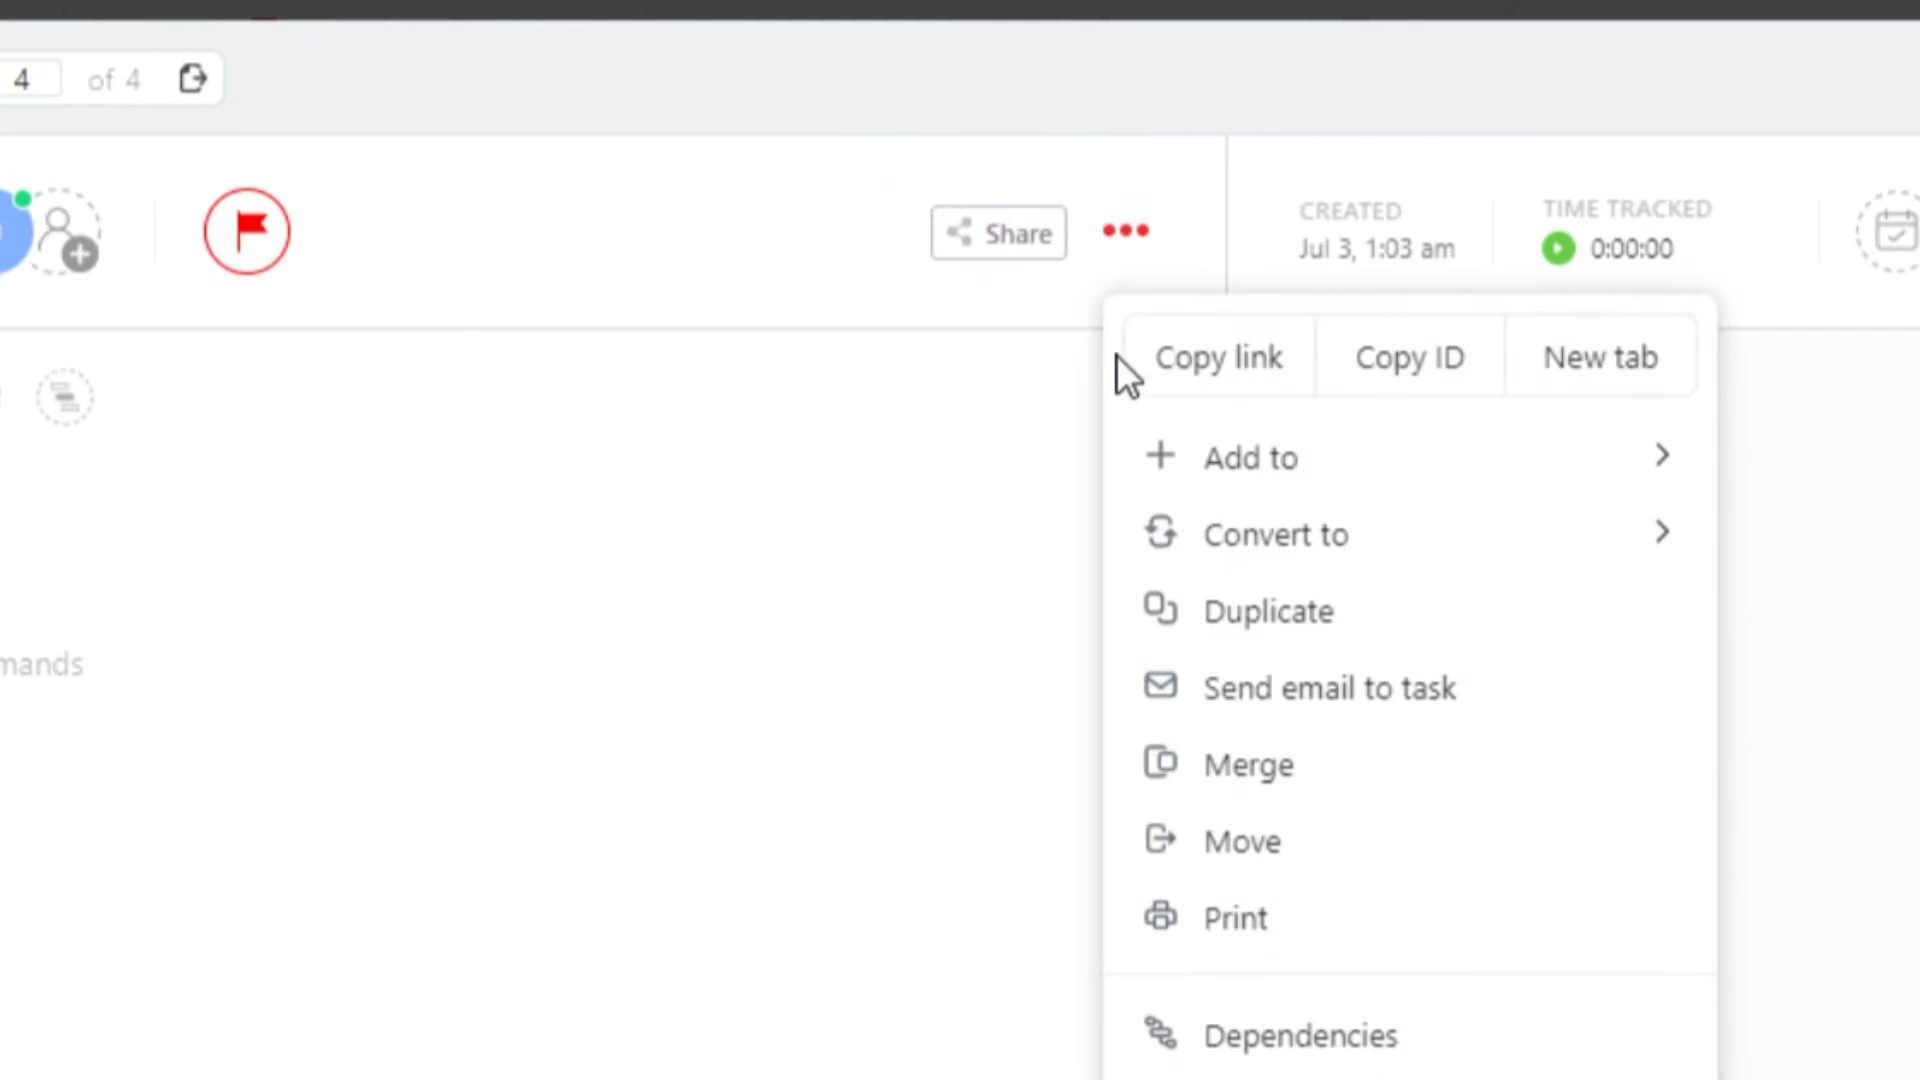 4 of 4
Share
CREATED
Jul 3, 1:03 am
TIME TRACKED
0:00:00
Copy link
Copy ID
New tab
Add to
Convert to
Duplicate
mands
Send email to task
Merge
Move
Print
Dependencies